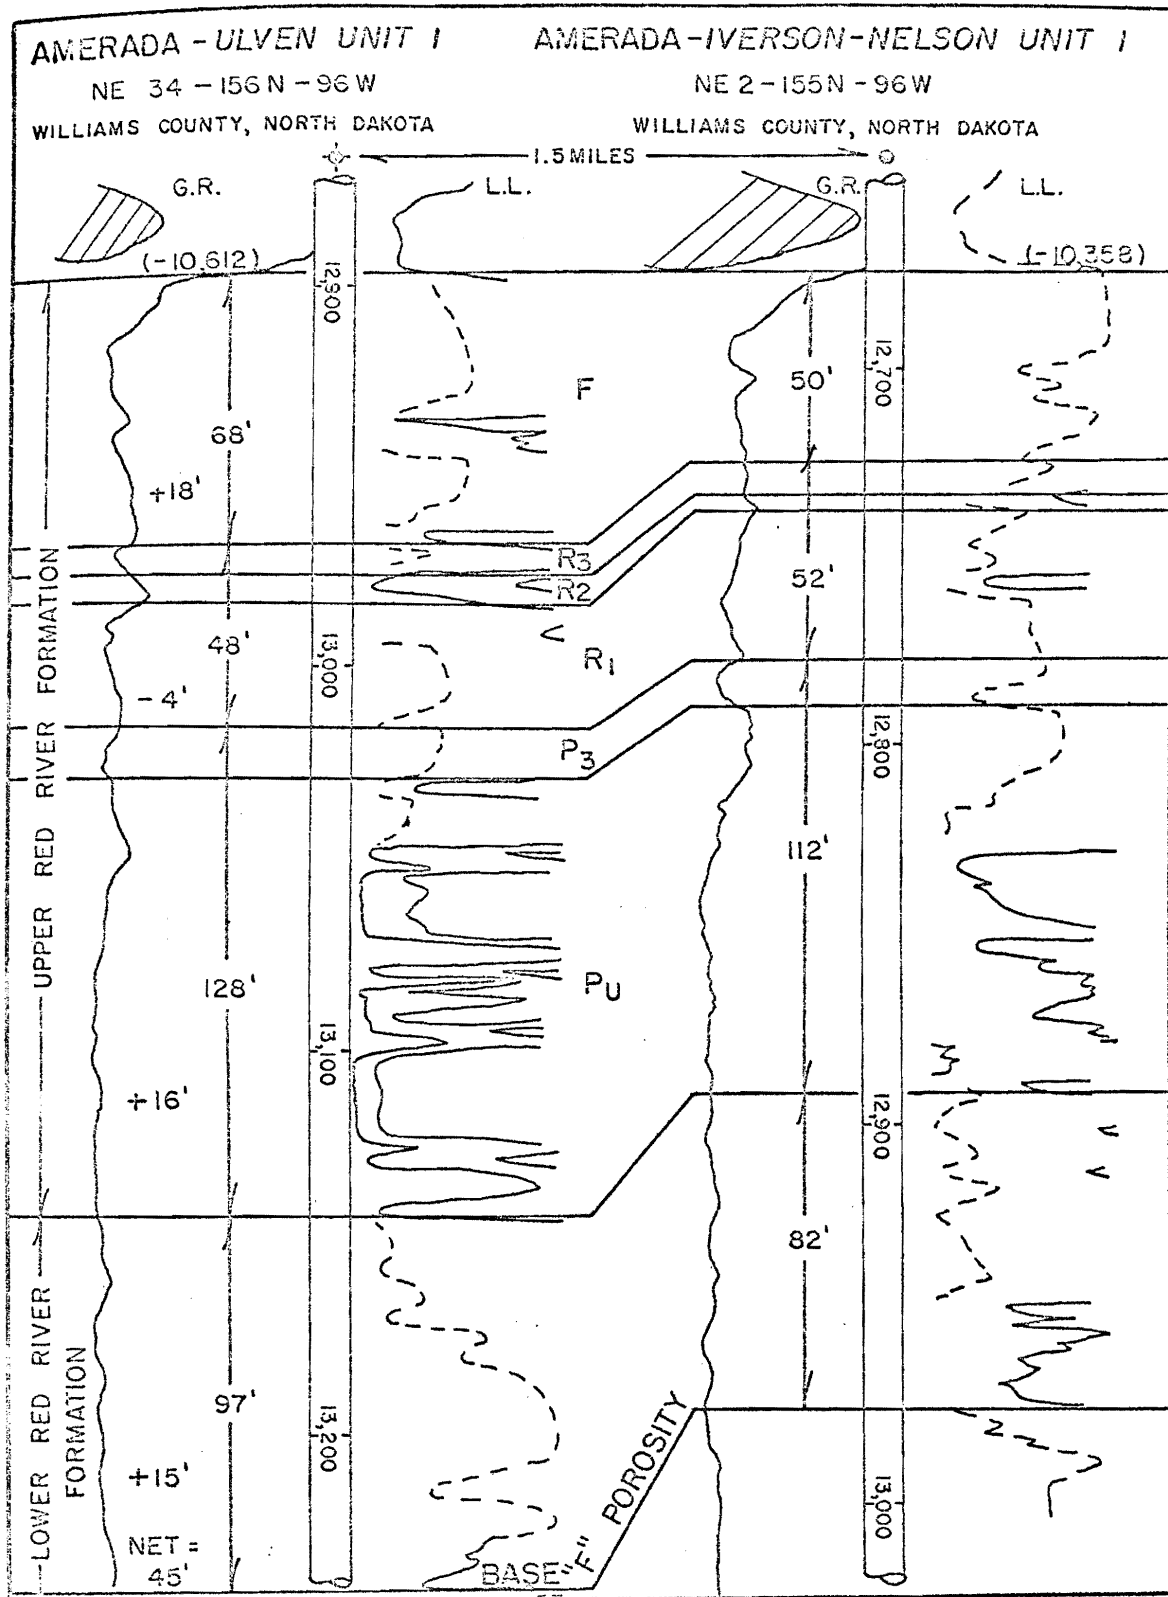 AMERADA - ULVEN UNIT 1
NE 34 - 156 N - 96 W
WILLIAMS COUNTY, NORTH DAKOTA
AMERADA-IVERSON-NELSON UNIT 1
NE 2 - 155N - 96W
WILLIAMS COUNTY, NORTH DAKOTA
1.5 MILES
G.R.
L.L.
G.R.
L.L.
(-10,612)
(-10,358)
12,900
12,700
F
50'
68'
+18'
R3
R2
52'
48'
13,000
R1
-4'
P3
12,800
UPPER RED RIVER FORMATION
112'
128'
PU
13,100
+16'
12,900
82'
LOWER RED RIVER
FORMATION
97'
13,200
+15'
13,000
NET =
45'
BASE "F" POROSITY